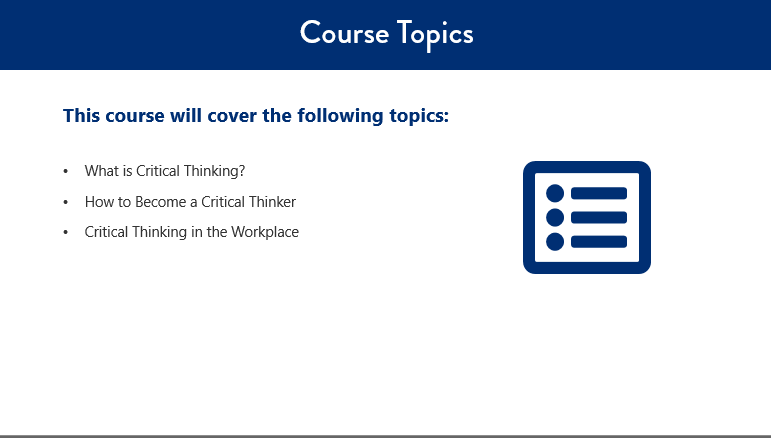 Course Topics
This course will cover the following topics:
• What is Critical Thinking?
• How to Become a Critical Thinker
• Critical Thinking in the Workplace